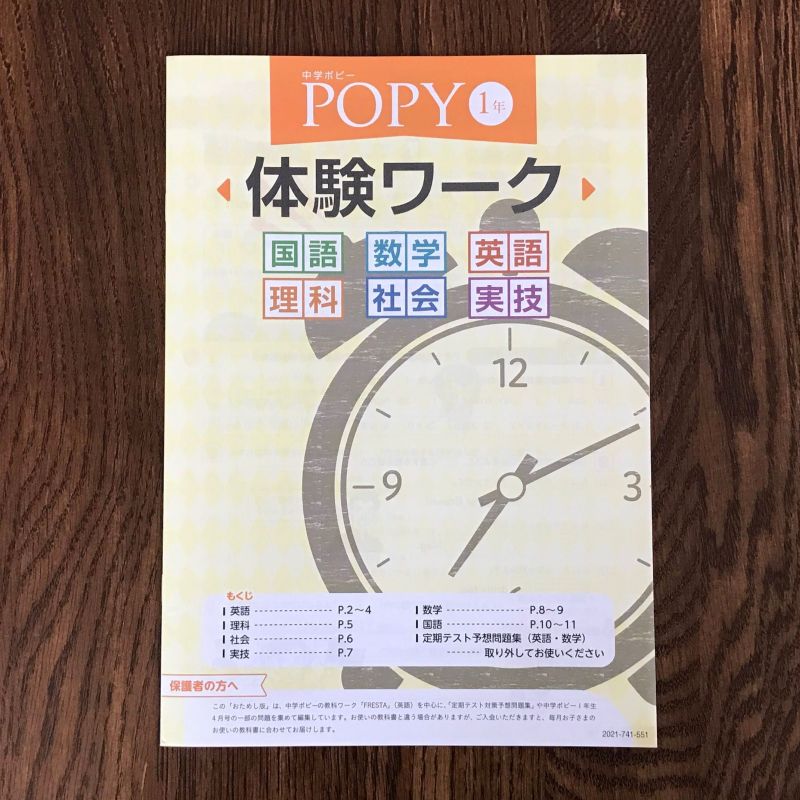 中学ポピー
POPY 1年
体験ワーク
国語 数学 英語
理科 社会 実技
12
9
3
もくじ
英語 ------------------ P.2～4
理科 ------------------ P.5
社会 ------------------ P.6
実技 ------------------ P.7
数学 ------------------ P.8～9
国語 ------------------ P.10～11
定期テスト予想問題集（英語・数学）
------- 取り外してお使いください
保護者の方へ
この「おためし版」は、中学ポピーの教科ワーク「FRESTA」（英語）を中心に、「定期テスト対策予想問題集」や中学ポピー1年生
4月号の一部の問題を集めて編集しています。お使いの教科書と違う場合がありますが、ご入会いただきますと、毎月お子さまの
お使いの教科書に合わせてお届けします。
2021-741-551